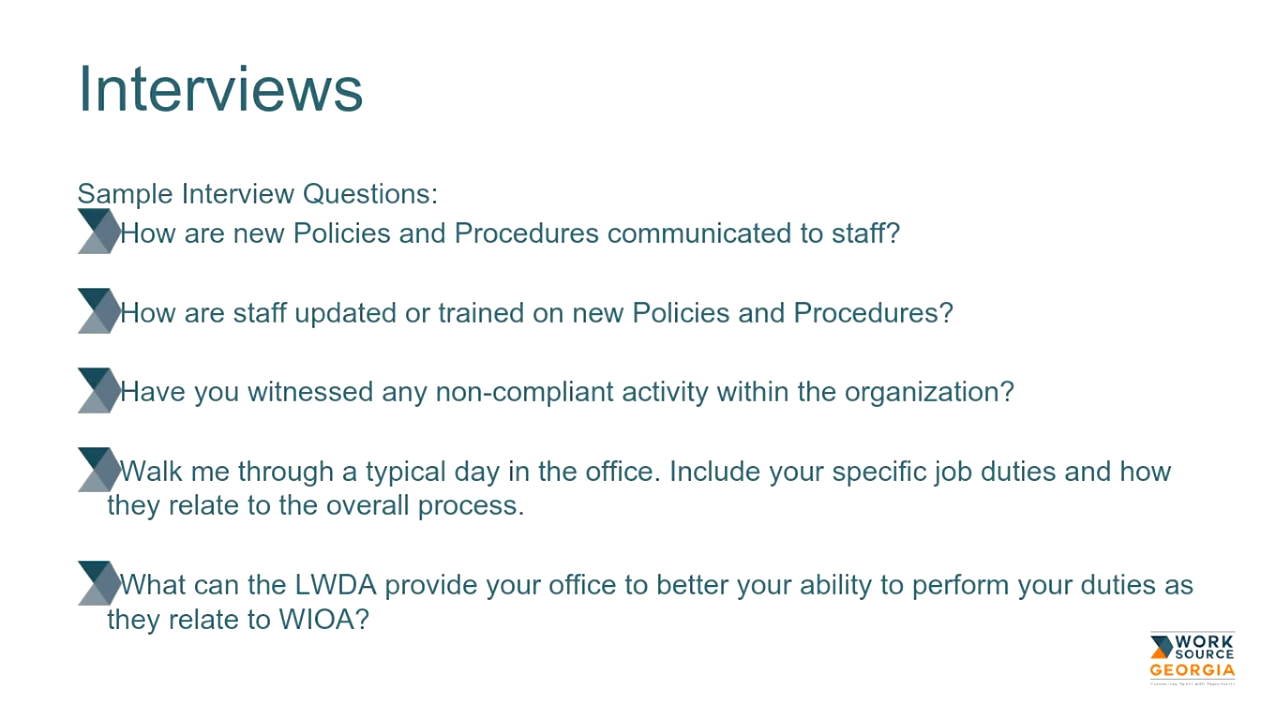 Interviews
Sample Interview Questions:
How are new Policies and Procedures communicated to staff?
How are staff updated or trained on new Policies and Procedures?
Have you witnessed any non-compliant activity within the organization?
Walk me through a typical day in the office. Include your specific job duties and how
they relate to the overall process.
What can the LWDA provide your office to better your ability to perform your duties as
they relate to WIOA?
WORK
SOURCE
GEORGIA